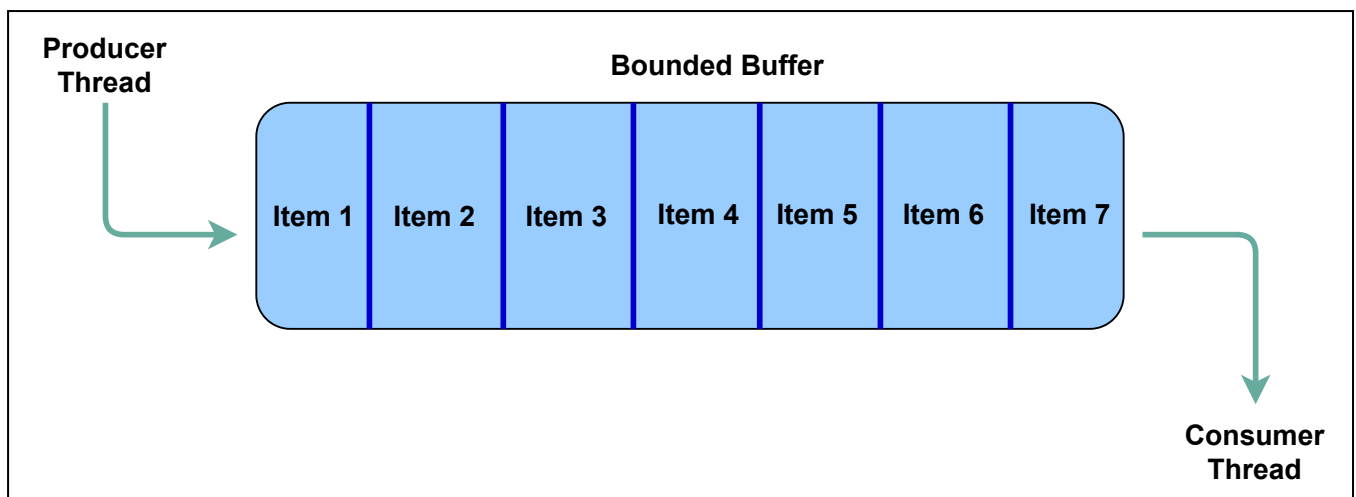 Producer
Thread
Bounded Buffer
Item 1 Item 2 Item 3 Item 4 Item 5 Item 6 Item 7
Consumer
Thread